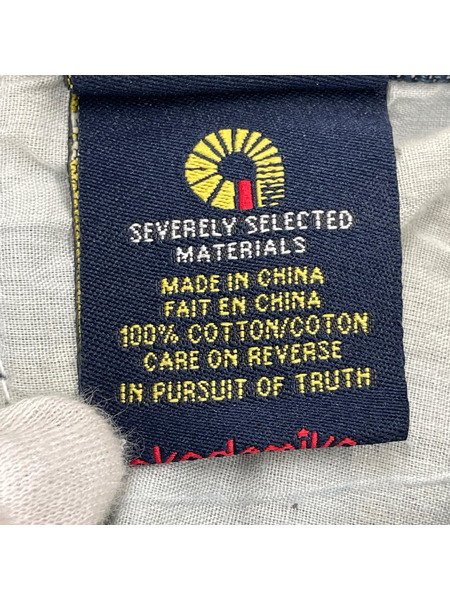 SEVERELY SELECTED
MATERIALS
MADE IN CHINA
FAIT EN CHINA
100% COTTON/COTON
CARE ON REVERSE
IN PURSUIT OF TRUTH
akademiks